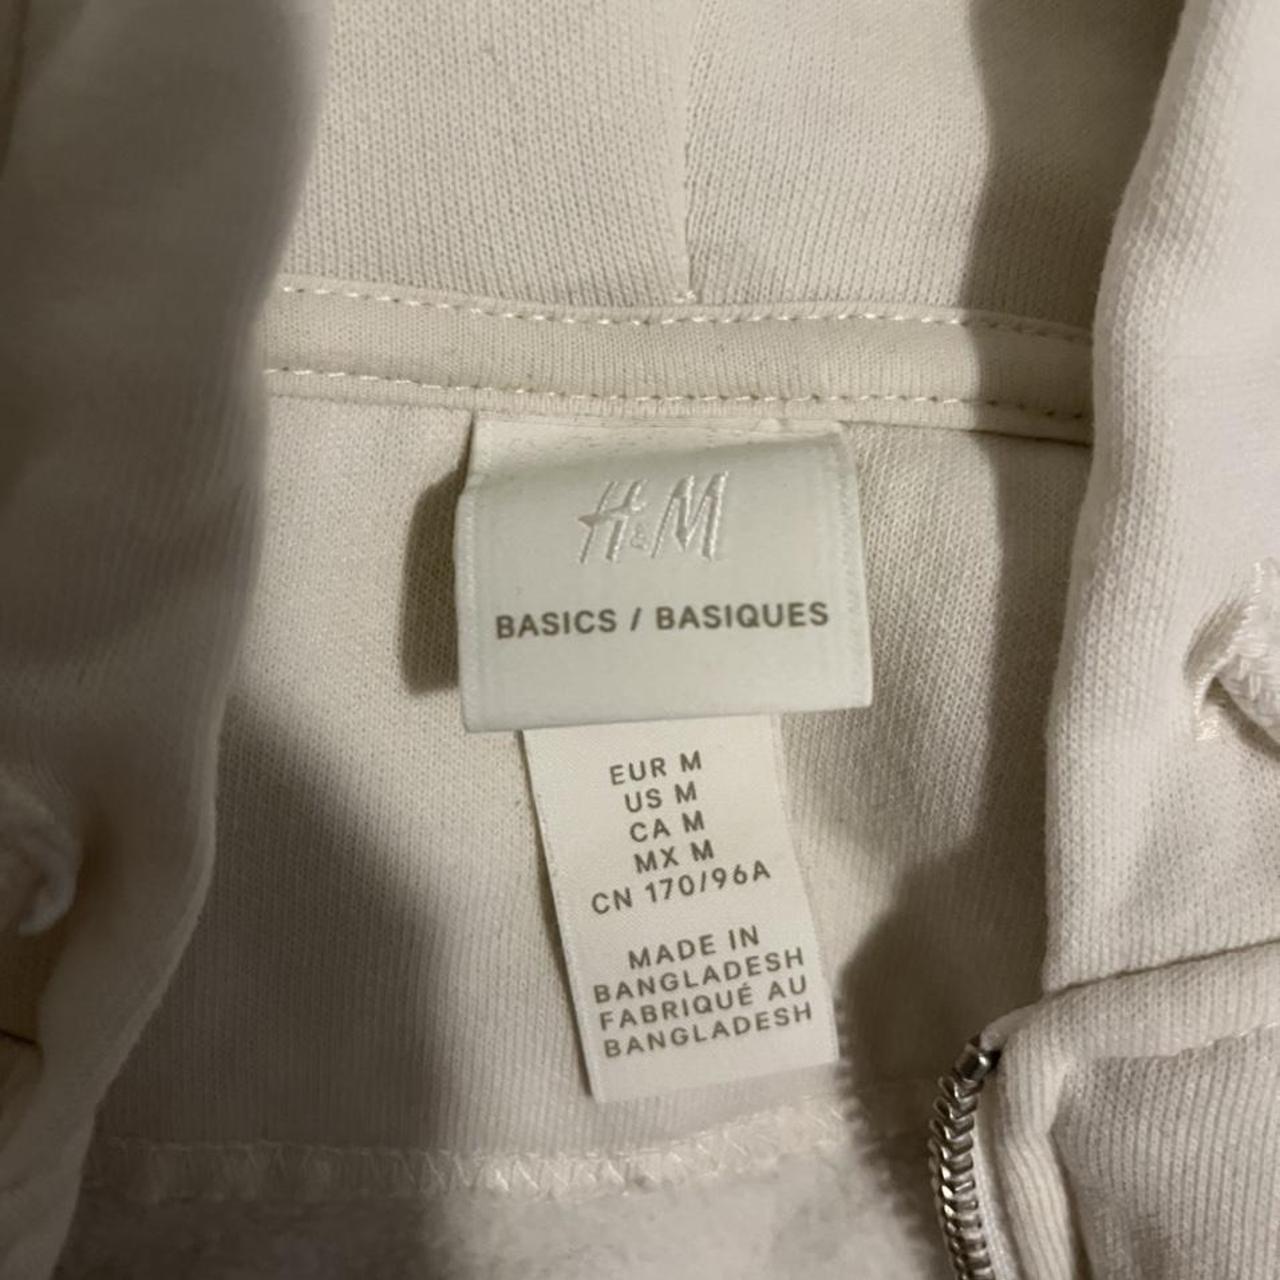 H&M
BASICS / BASIQUES
EUR M
US M
CA M
MX M
CN 170/96A
MADE IN
BANGLADESH
FABRIQUÉ AU
BANGLADESH